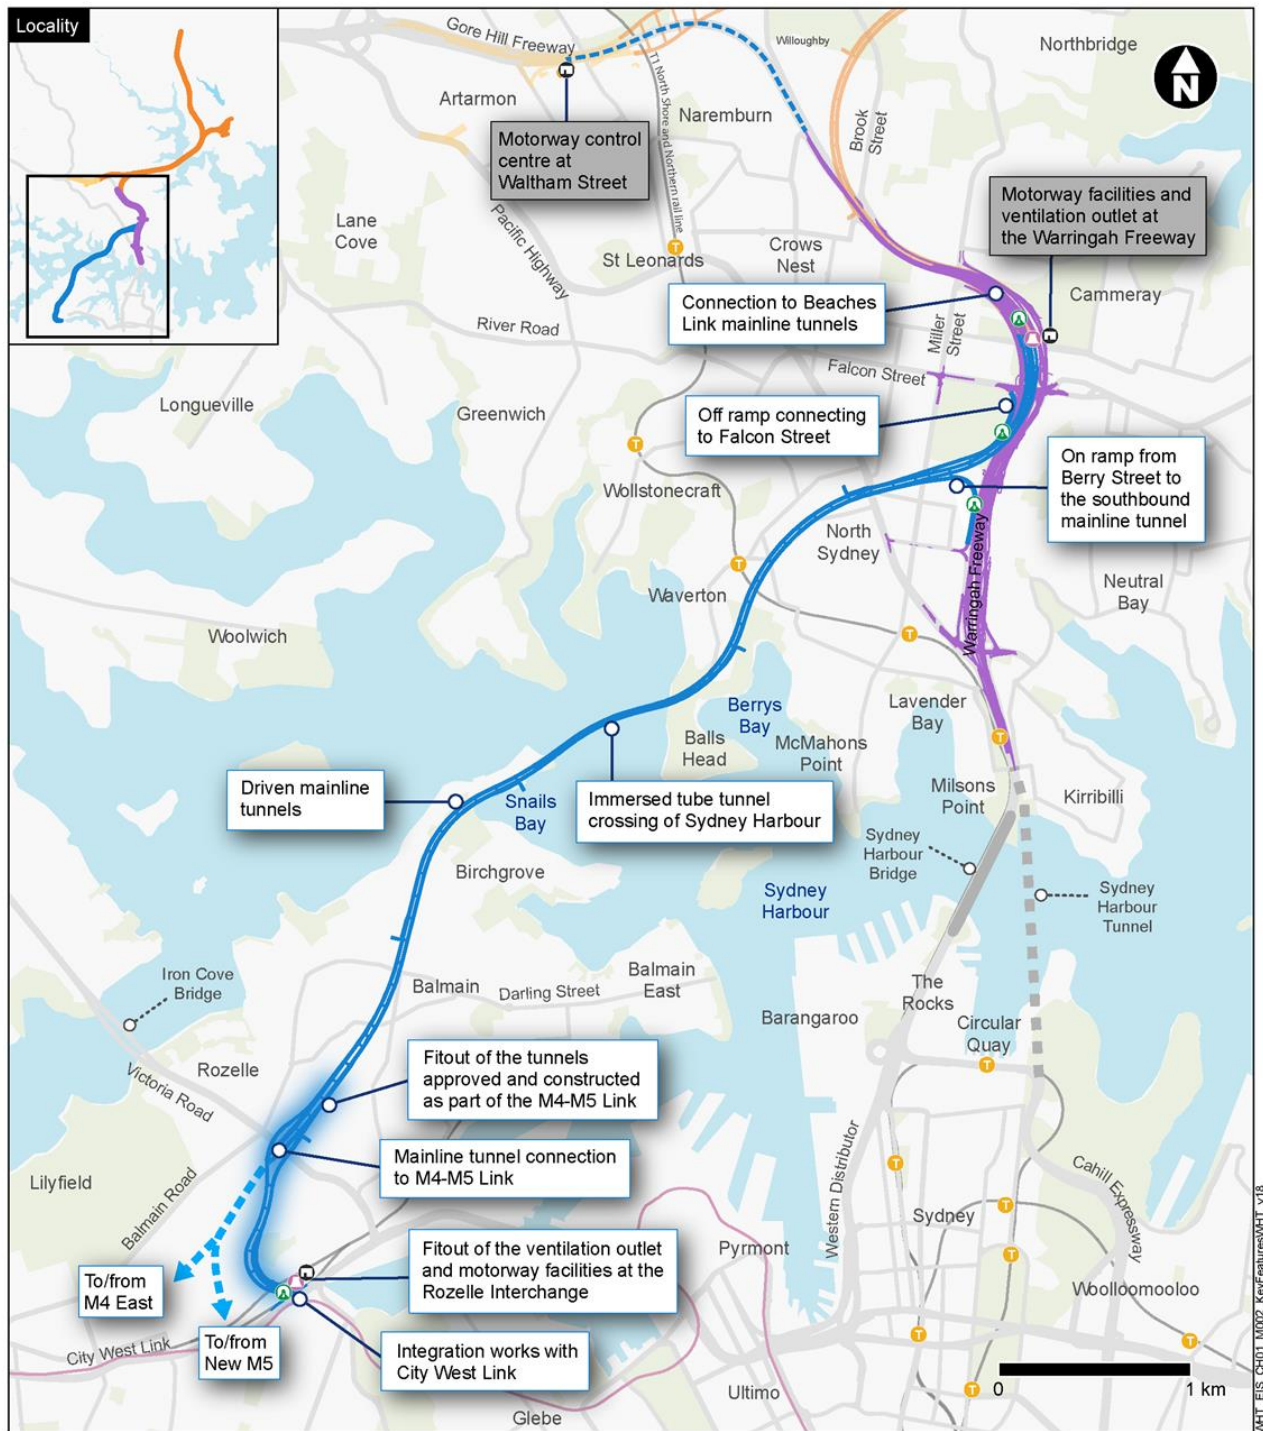 Locality
Gore Hill Freeway
Willoughby
Northbridge
N
Artarmon
T1 North Shore and Northern rail line
Naremburn
Brook
Street
Motorway control
centre at
Waltham Street
Motorway facilities and
ventilation outlet at
the Warringah Freeway
Lane
Cove
Pacific Highway
T
St Leonards
Crows
Nest
Connection to Beaches
Link mainline tunnels
Cammeray
River Road
Miller
Street
Falcon Street
Longueville
Greenwich
Off ramp connecting
to Falcon Street
T
On ramp from
Berry Street to
the southbound
mainline tunnel
Wollstonecraft
North
Sydney
Warringah Freeway
T
Waverton
Neutral
Bay
Woolwich
T
Berrys
Bay
Lavender
Bay
Balls
Head
McMahons
Point
T
Driven mainline
tunnels
Snails
Bay
Immersed tube tunnel
crossing of Sydney Harbour
Milsons
Point
Kirribilli
Sydney
Harbour
Bridge
Birchgrove
Sydney
Harbour
Sydney
Harbour
Tunnel
Iron Cove
Bridge
Balmain
Darling Street
Balmain
East
The
Rocks
Barangaroo
Circular
Quay
T
Rozelle
Victoria Road
Fitout of the tunnels
approved and constructed
as part of the M4-M5 Link
Mainline tunnel connection
to M4-M5 Link
Lilyfield
Balmain Road
Western Distributor
T
Cahill Expressway
T
Sydney
Pyrmont
T
Fitout of the ventilation outlet
and motorway facilities at the
Rozelle Interchange
To/from
M4 East
Woolloomooloo
To/from
New M5
City West Link
Integration works with
City West Link
T
T
T
Ultimo
Glebe
0
1 km
WHT_EIS_CH01_M002_KeyFeaturesWHT_v18